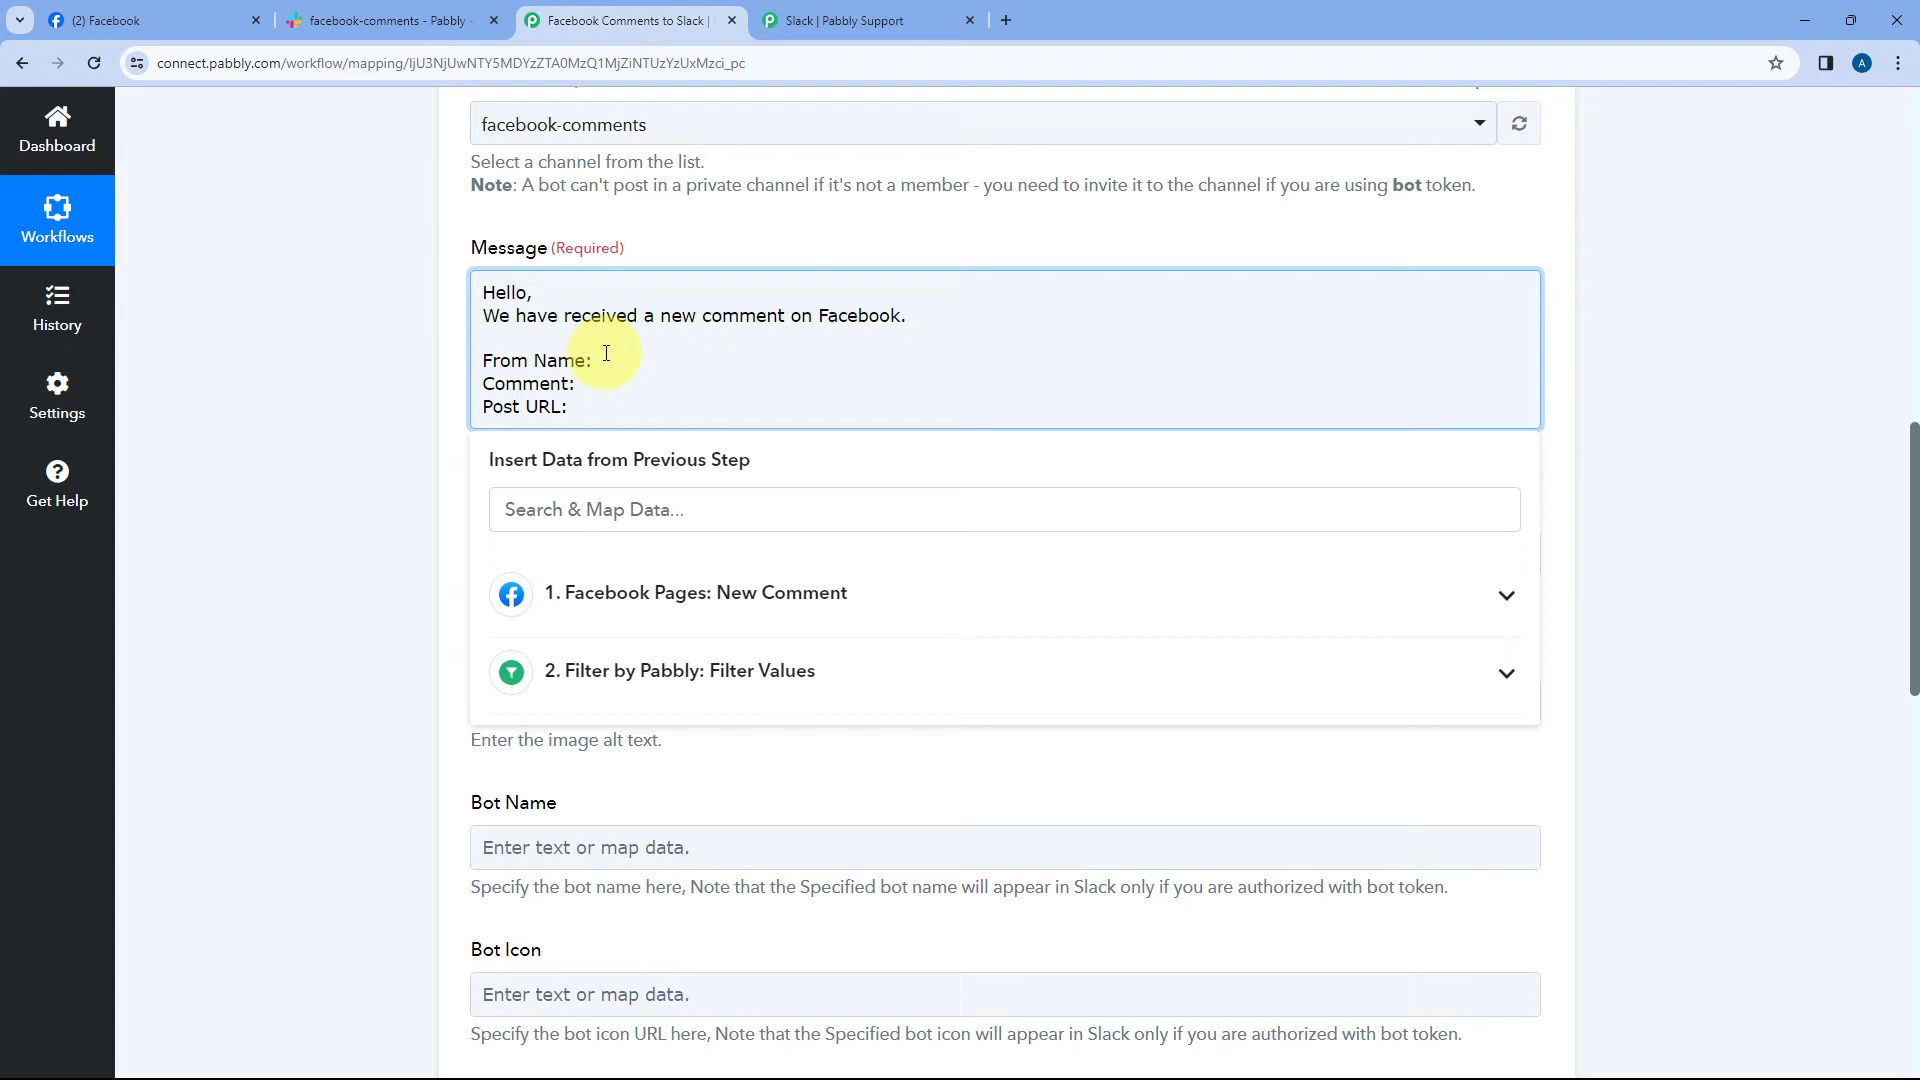 (2) Facebook
facebook-comments - Pabbly -
Facebook Comments to Slack |
Slack | Pabbly Support
connect.pabbly.com/workflow/mapping/IjU3NjUwNTY5MDYzZTA0MzQ1MjZiNTUzYzUxMzci_pc
A
Dashboard
Workflows
History
Settings
Get Help
facebook-comments
Select a channel from the list.
Note: A bot can't post in a private channel if it's not a member - you need to invite it to the channel if you are using bot token.
Message (Required)
Hello,
We have received a new comment on Facebook.
From Name:
Comment:
Post URL:
Insert Data from Previous Step
Search & Map Data...
1. Facebook Pages: New Comment
2. Filter by Pabbly: Filter Values
Enter the image alt text.
Bot Name
Enter text or map data.
Specify the bot name here, Note that the Specified bot name will appear in Slack only if you are authorized with bot token.
Bot Icon
Enter text or map data.
Specify the bot icon URL here, Note that the Specified bot icon will appear in Slack only if you are authorized with bot token.